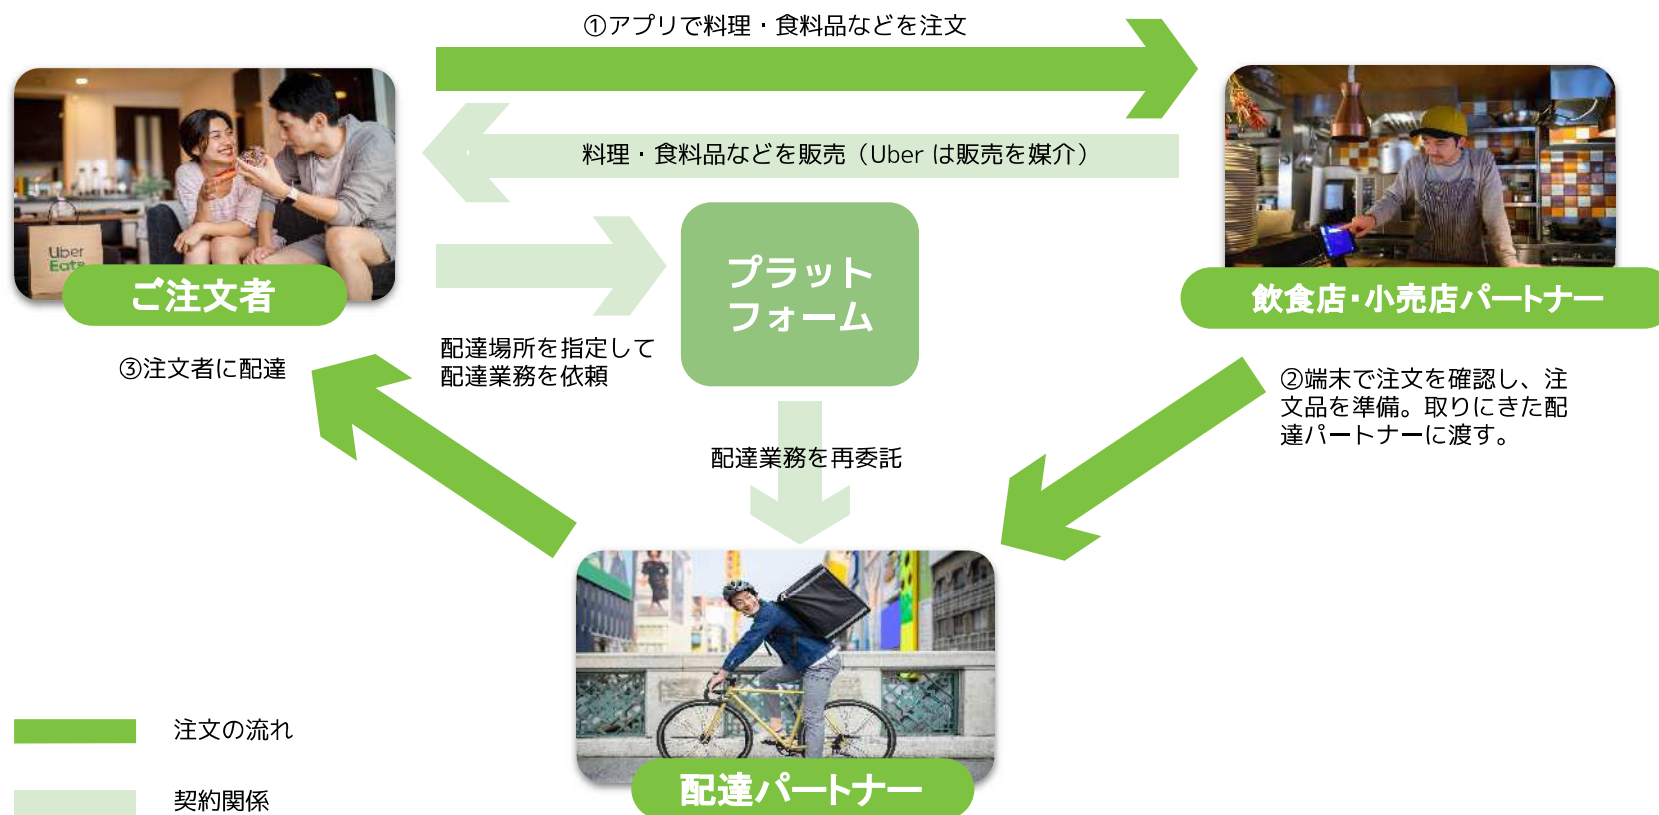 ①アプリで料理・食料品などを注文
料理・食料品などを販売（Uber は販売を媒介）
Uber
Eats
ご注文者
プラット
フォーム
飲食店・小売店パートナー
③注文者に配達
配達場所を指定して
配達業務を依頼
②端末で注文を確認し、注
文品を準備。取りにきた配
達パートナーに渡す。
配達業務を再委託
配達パートナー
注文の流れ
契約関係